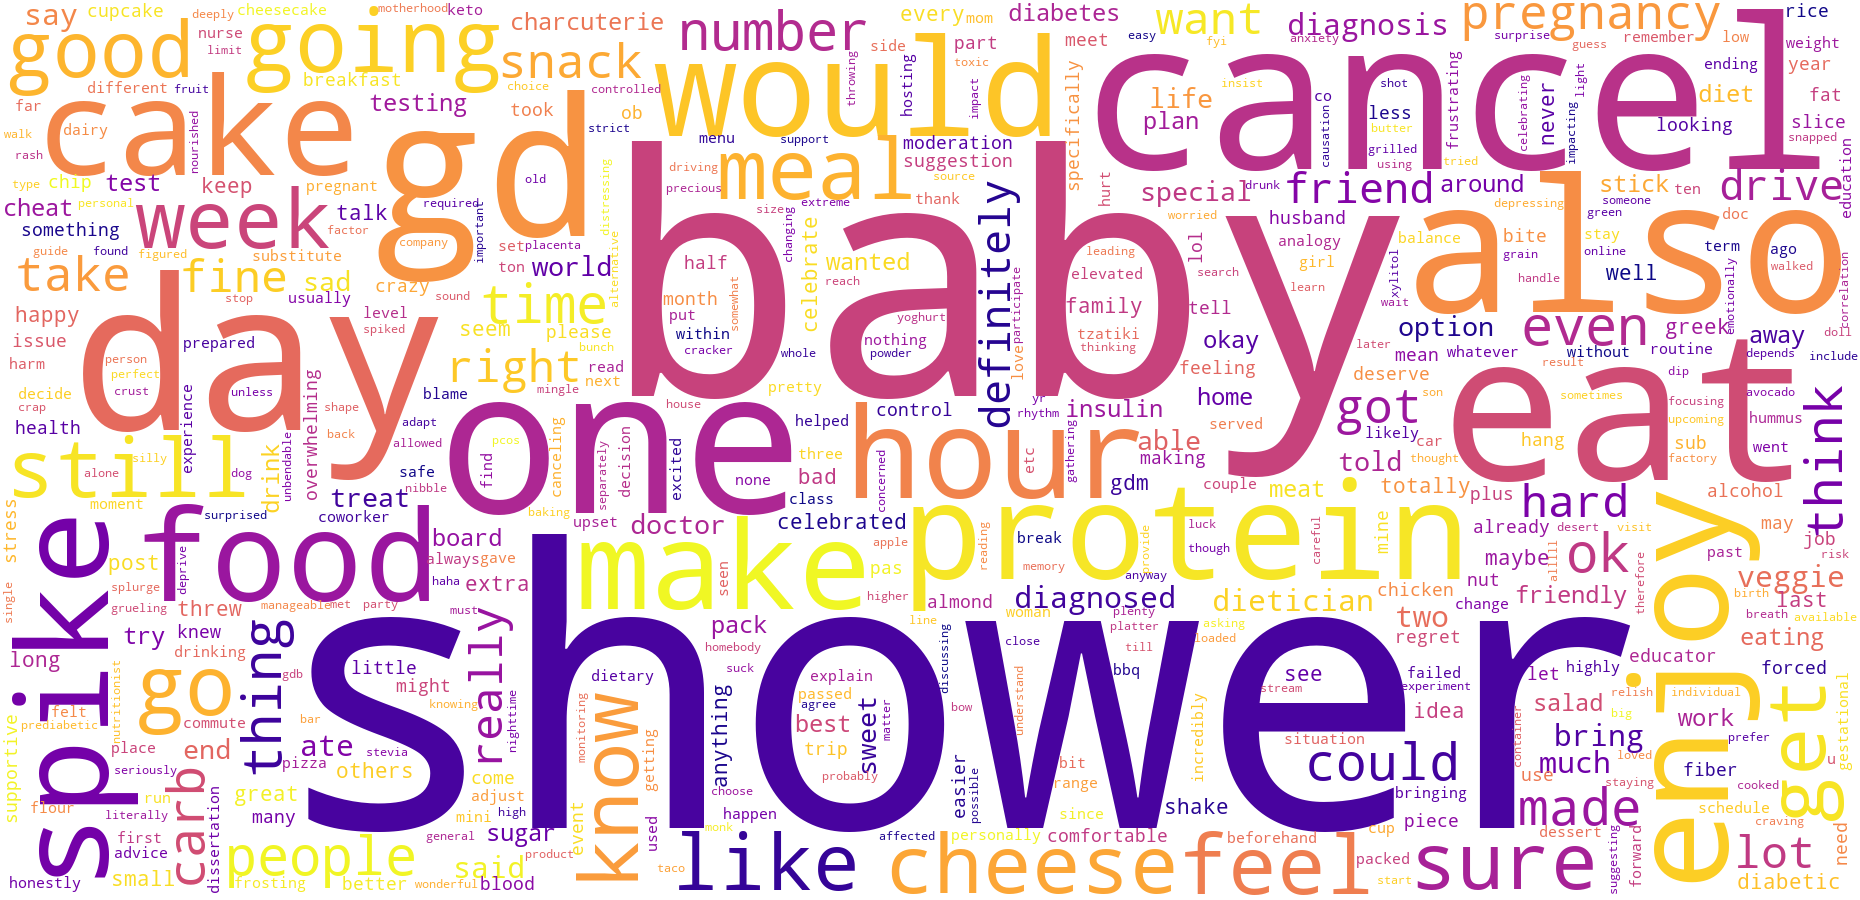 shower
baby
cancel
day
eat
also
gd
one
cake
would
protein
spike
food
make
hour
enjoy
good
going
number
want
pregnancy
snack
meal
week
take
fine
time
right
still
go
thing
know
like
cheese
feel
sure
people
carb
really
could
get
made
lot
hard
ok
got
even
think
drive
friend
definitely
say
cupcake
deeply
cheesecake
motherhood
keto
nurse
limit
charcuterie
every
mom
diabetes
diagnosis
surprise
rice
low
weight
year
fat
slice
snapped
breakfast
different
fruit
far
testing
took
ob
choice
controlled
side
part
toxic
meet
easy
fyi
anxiety
insist
guess
remember
ending
diet
looking
walk
dairy
rash
nourished
strict
menu
support
throwing
hosting
impact
moderation
suggestion
specifically
life
plan
shot
co
less
light
never
frustrating
celebrating
impacting
causation
butter
grilled
using
tried
type
chip
test
personal
keep
pregnant
cheat
something
talk
factor
substitute
guide
found
figured
old
required
important
company
distressing
driving
precious
source
extreme
thank
size
hurt
special
drunk
worried
around
depressing
stick
ten
someone
green
doc
education
husband
analogy
girl
balance
stay
online
bite
grain
term
ago
walked
set
placenta
ton
world
changing
alternative
half
celebrate
wanted
reach
leading
elevated
lol
search
learn
handle
well
xylitol
wait
correlation
emotionally
sad
crazy
stop
usually
sound
happy
issue
level
spiked
seem
please
bunch
month
put
somewhat
within
yoghurt
nothing
powder
cracker
whole
family
tzatiki
thinking
participate
love
tell
okay
option
later
mean
whatever
result
without
greek
routine
away
depends
doll
include
prepared
person
perfect
harm
decide
crap
crust
unless
health
experience
overwhelming
shape
back
blame
mingle
read
next
house
pretty
feeling
deserve
son
sometimes
focusing
upcoming
dip
avocado
hummus
adapt
allowed
pcos
helped
control
yr
rhythm
insulin
home
served
able
likely
car
thought
hang
sub
factory
went
silly
alone
dog
drink
unbendable
safe
nibble
find
canceling
separately
decision
excited
three
none
bad
class
concerned
etc
gathering
making
gdm
couple
told
totally
plus
alcohol
moment
surprised
treat
coworker
baking
upset
doctor
celebrated
reading
break
luck
though
meat
careful
mine
already
desert
visit
may
job
past
risk
stress
post
splurge
deprive
board
always
gave
haha
extra
seen
apple
pas
memory
higher
almond
anyway
diagnosed
provide
dietician
chicken
maybe
nut
allll
friendly
therefore
veggie
birth
last
breath
available
single
grueling
threw
manageable
met
party
must
line
woman
asking
plenty
platter
loaded
two
regret
change
try
knew
drinking
long
little
pack
homebody
suck
close
till
bbq
discussing
see
failed
experiment
let
highly
educator
eating
forced
gdb
might
dietary
explain
passed
agree
best
trip
probably
sweet
matter
bow
understand
stream
situation
idea
salad
relish
individual
big
work
prefer
gestational
felt
prediabetic
nutritionist
commute
knowing
nighttime
monitoring
getting
anything
incredibly
bit
range
container
bring
loved
staying
supportive
place
seriously
end
bar
ate
stevia
pizza
others
come
adjust
choose
easier
possible
since
shake
bringing
use
much
fiber
cooked
u
flour
run
literally
great
many
mini
high
event
used
happen
monk
affected
personally
comfortable
beforehand
cup
piece
dessert
schedule
craving
first
advice
honestly
small
disertation
frosting
better
said
general
sugar
wonderful
blood
product
taco
packed
start
suggesting
forward
need
diabetic